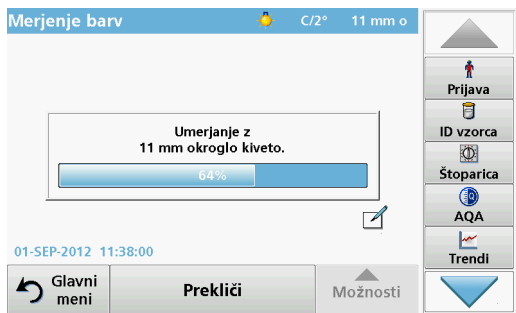 Merjenje barv C/2° 11 mm o
Umerjanje z
11 mm okroglo kiveto.
64%
01-SEP-2012 11:38:00
Glavni
meni
Prekliči
Možnosti
Prijava
ID vzorca
Štoparica
AQA
Trendi